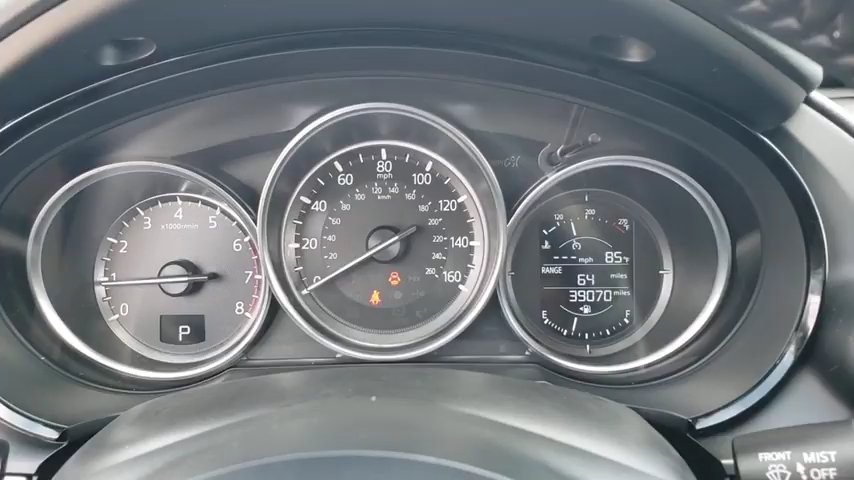 0 1 2 3 4 5 6 7 8
x1000r/min
P
0 20 40 60 80 100 120 140 160
mph
20 40 60 80 100 120 140 160 180 200 220 240 260
km/h
120 200 270 °F
--- mph 85°F
RANGE
64 miles
39070 miles
E F
FRONT MIST
OFF